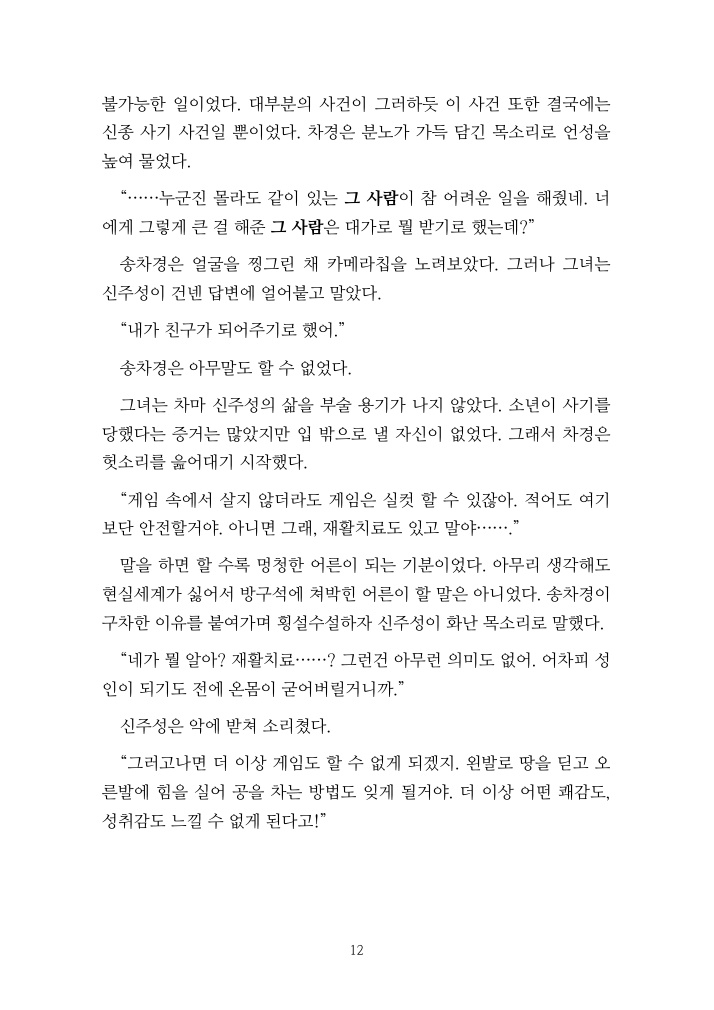 불가능한 일이었다. 대부분의 사건이 그러하듯 이 사건 또한 결국에는
신종 사기 사건일 뿐이었다. 차경은 분노가 가득 담긴 목소리로 언성을
높여 물었다.
“……누군진 몰라도 같이 있는 그 사람이 참 어려운 일을 해줬네. 너
에게 그렇게 큰 걸 해준 그 사람은 대가로 뭘 받기로 했는데?”
송차경은 얼굴을 찡그린 채 카메라칩을 노려보았다. 그러나 그녀는
신주성이 건넨 답변에 얼어붙고 말았다.
“내가 친구가 되어주기로 했어.”
송차경은 아무말도 할 수 없었다.
그녀는 차마 신주성의 삶을 부술 용기가 나지 않았다. 소년이 사기를
당했다는 증거는 많았지만 입 밖으로 낼 자신이 없었다. 그래서 차경은
헛소리를 읊어대기 시작했다.
“게임 속에서 살지 않더라도 게임은 실컷 할 수 있잖아. 적어도 여기
보단 안전할거야. 아니면 그래, 재활치료도 있고 말야…….”
말을 하면 할 수록 멍청한 어른이 되는 기분이었다. 아무리 생각해도
현실세계가 싫어서 방구석에 쳐박힌 어른이 할 말은 아니었다. 송차경이
구차한 이유를 붙여가며 횡설수설하자 신주성이 화난 목소리로 말했다.
“네가 뭘 알아? 재활치료……? 그런건 아무런 의미도 없어. 어차피 성
인이 되기도 전에 온몸이 굳어버릴거니까.”
신주성은 악에 받쳐 소리쳤다.
“그러고나면 더 이상 게임도 할 수 없게 되겠지. 왼발로 땅을 딛고 오
른발에 힘을 실어 공을 차는 방법도 잊게 될거야. 더 이상 어떤 쾌감도,
성취감도 느낄 수 없게 된다고!”
12